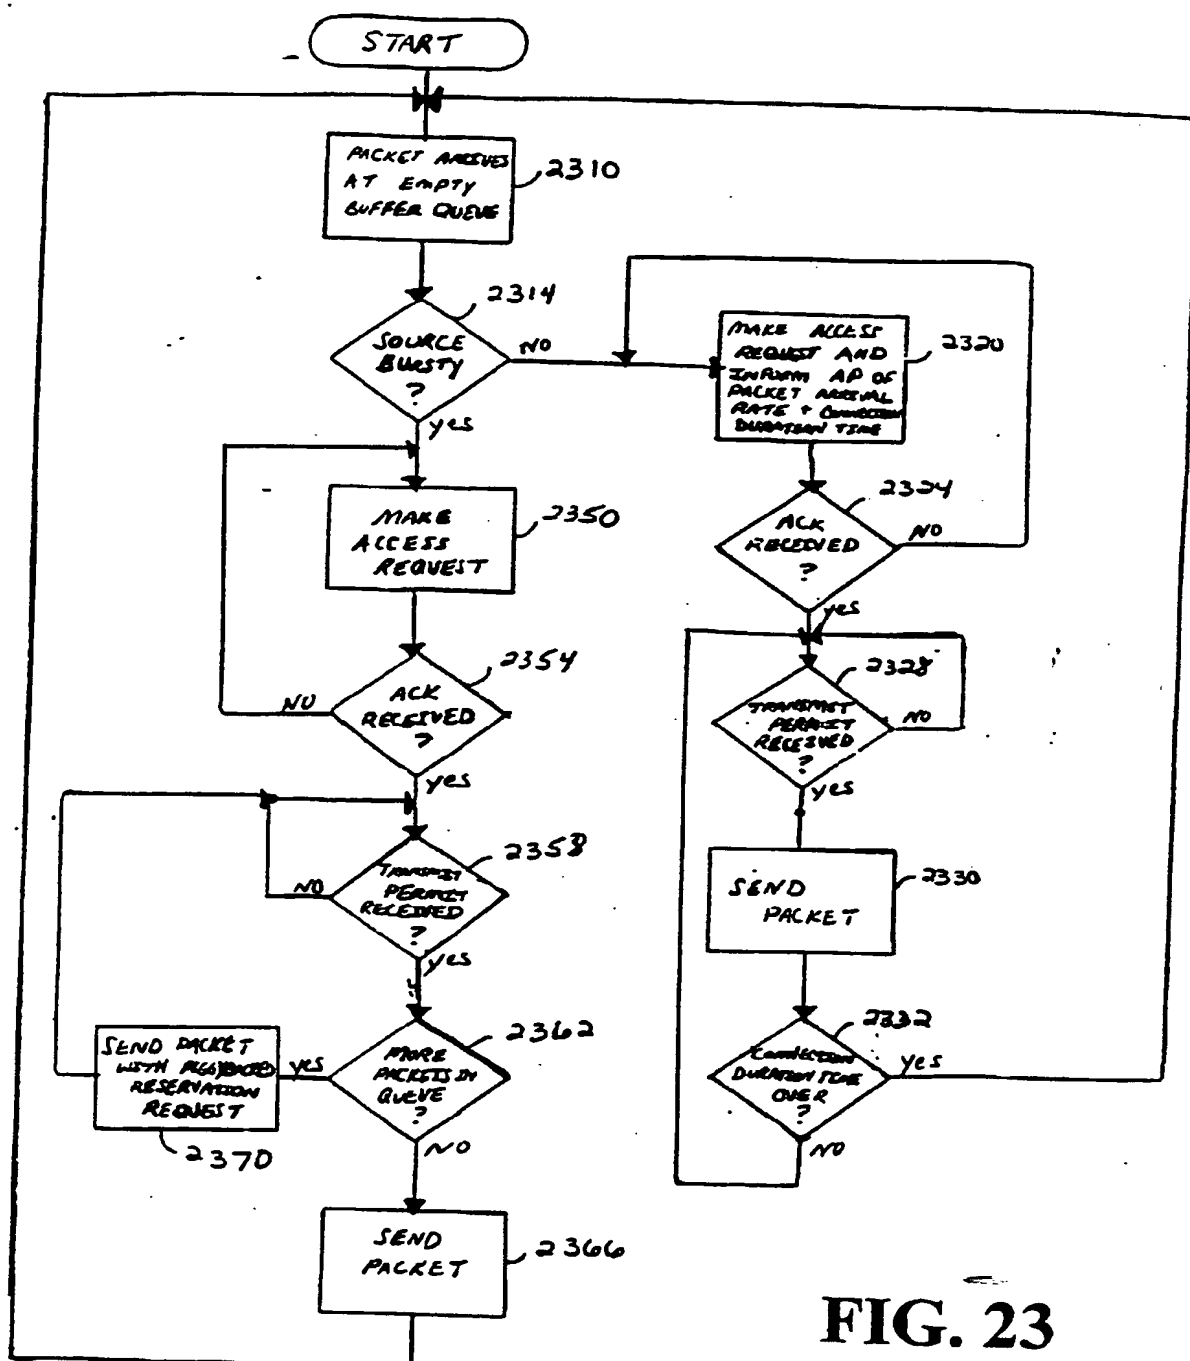 START
PACKET ARRIVES
AT EMPTY
BUFFER QUEUE
2310
2314
SOURCE
BURSTY
?
NO
yes
MAKE ACCESS
REQUEST AND
INFORM AP OF
PACKET ARRIVAL
RATE + CONNECTION
DURATION TIME
2320
MAKE
ACCESS
REQUEST
2350
2324
ACK
RECEIVED
?
NO
yes
2354
ACK
RECEIVED
?
NO
yes
2328
TRANSMIT
PERMIT
RECEIVED
?
NO
yes
2358
TRANSMIT
PERMIT
RECEIVED
?
NO
yes
SEND
PACKET
2330
2362
MORE
PACKETS IN
QUEUE
?
yes
NO
SEND PACKET
WITH PIGGYBACKED
RESERVATION
REQUEST
2370
2332
CONNECTION
DURATION TIME
OVER
?
yes
NO
SEND
PACKET
2366
FIG. 23